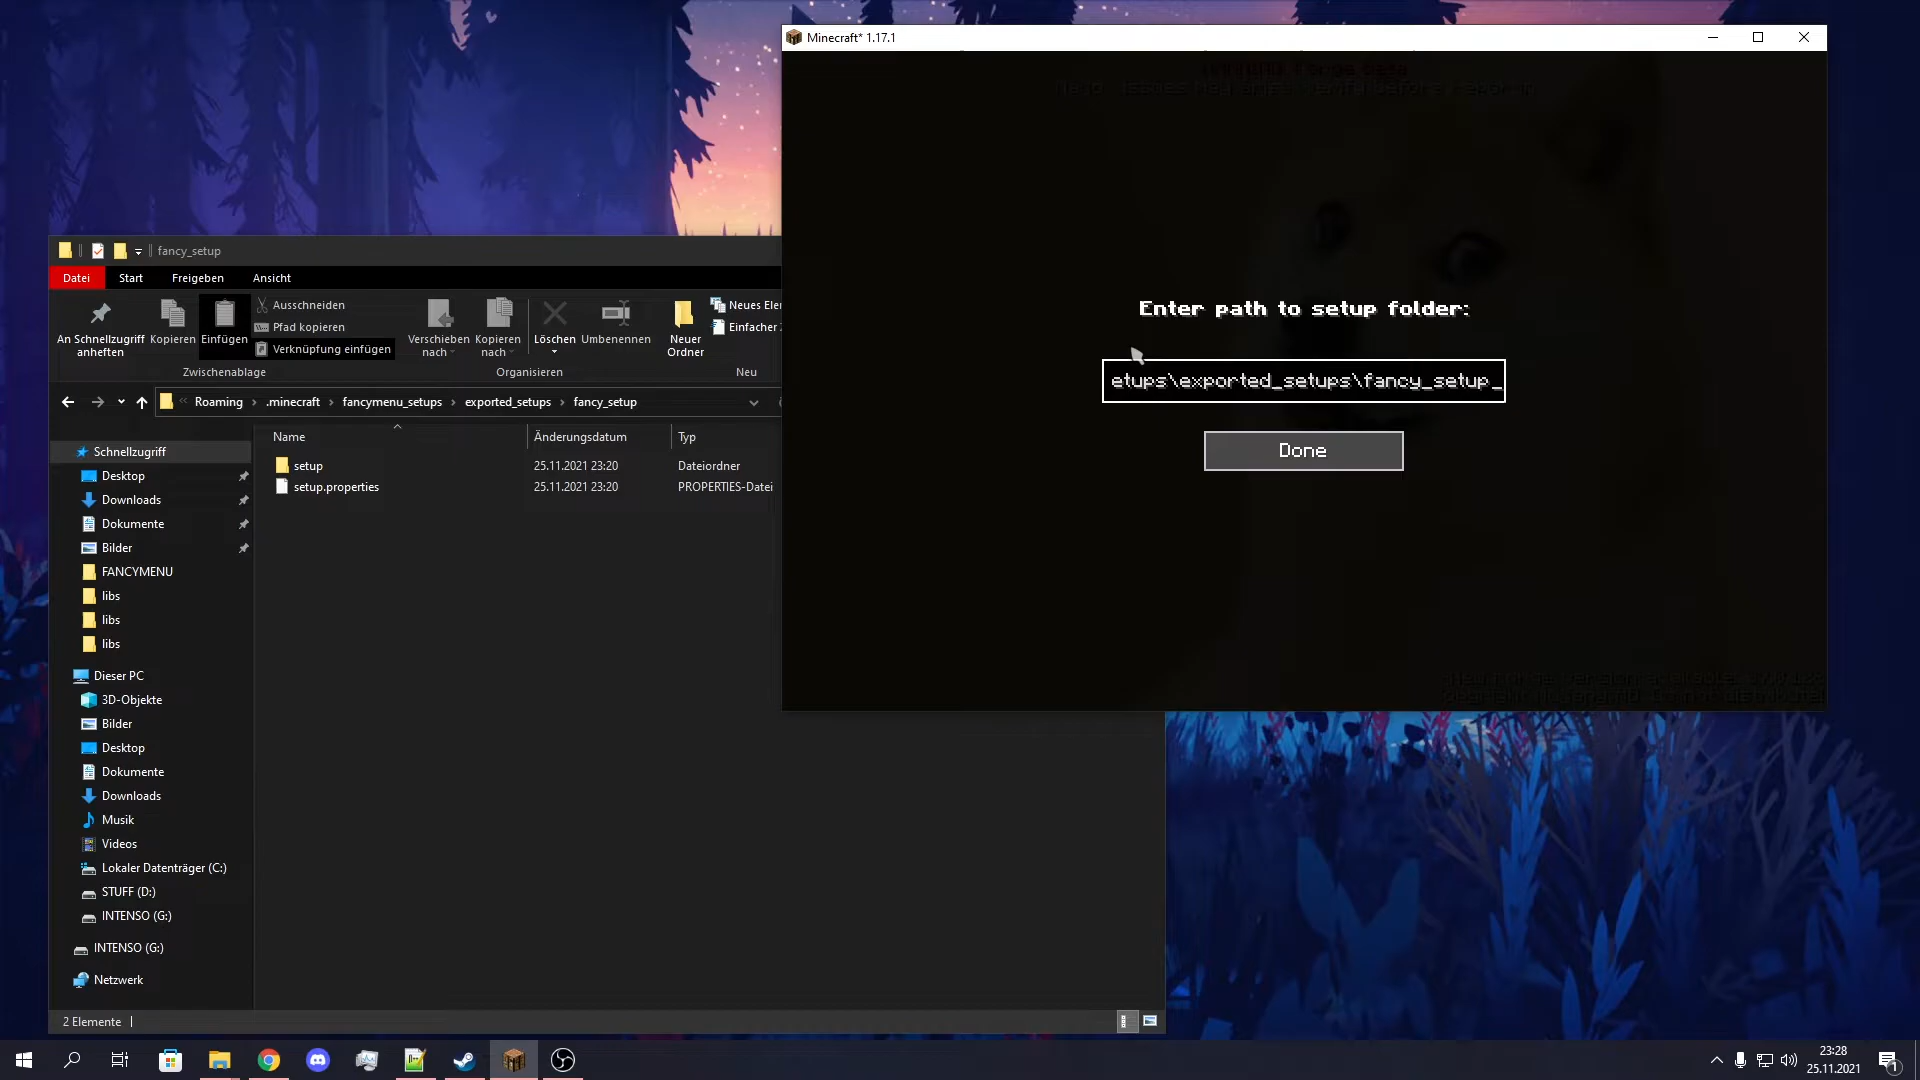 Minecraft* 1.17.1
Enter path to setup folder:
etups\exported_setups\fancy_setup_
Done
fancy_setup
Datei Start Freigeben Ansicht
An Schnellzugriff anheften
Kopieren
Einfügen
Ausschneiden
Pfad kopieren
Verknüpfung einfügen
Zwischenablage
Verschieben nach
Kopieren nach
Löschen
Umbenennen
Organisieren
Neuer Ordner
Neues Ele
Einfacher
Neu
Roaming › .minecraft › fancymenu_setups › exported_setups › fancy_setup
Name Änderungsdatum Typ
setup 25.11.2021 23:20 Dateiordner
setup.properties 25.11.2021 23:20 PROPERTIES-Datei
Schnellzugriff
Desktop
Downloads
Dokumente
Bilder
FANCYMENU
libs
libs
libs
Dieser PC
3D-Objekte
Bilder
Desktop
Dokumente
Downloads
Musik
Videos
Lokaler Datenträger (C:)
STUFF (D:)
INTENSO (G:)
INTENSO (G:)
Netzwerk
2 Elemente
23:28
25.11.2021
1